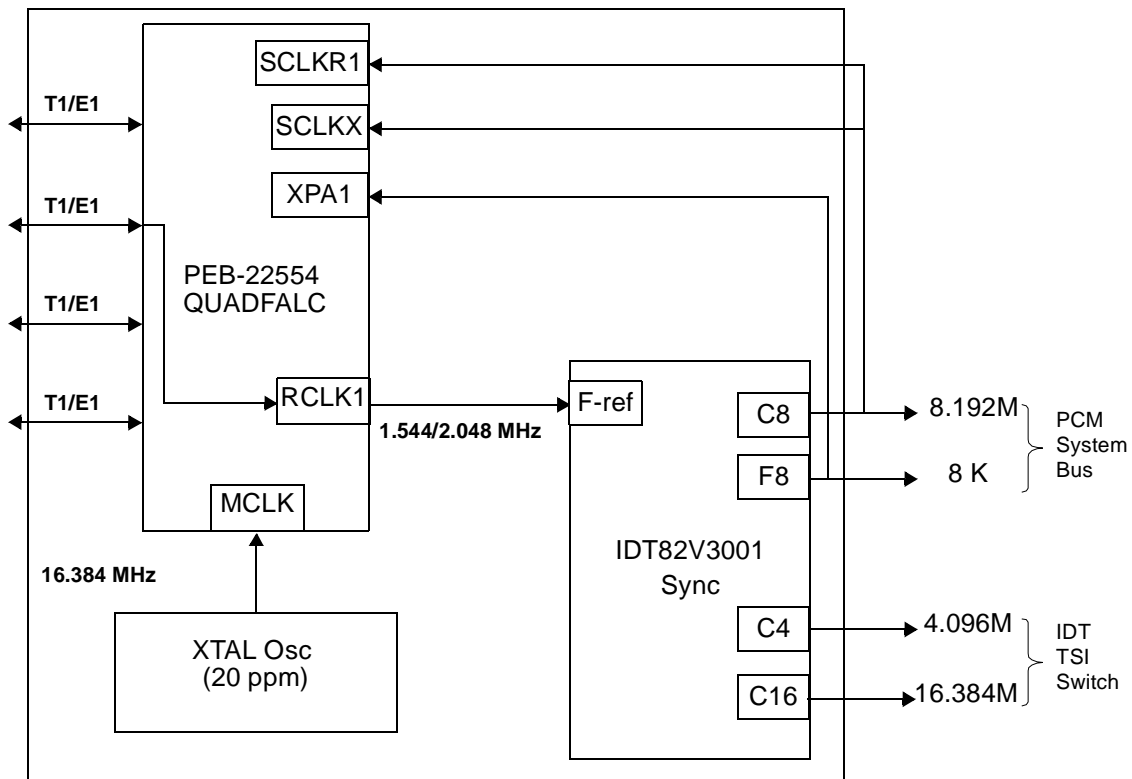 SCLKR1
T1/E1
SCLKX
T1/E1
XPA1
PEB-22554
QUADFALC
T1/E1
T1/E1
RCLK1
1.544/2.048 MHz
F-ref
C8
8.192M
PCM
System
Bus
F8
8 K
MCLK
16.384 MHz
IDT82V3001
Sync
XTAL Osc
(20 ppm)
C4
4.096M
IDT
TSI
Switch
C16
16.384M